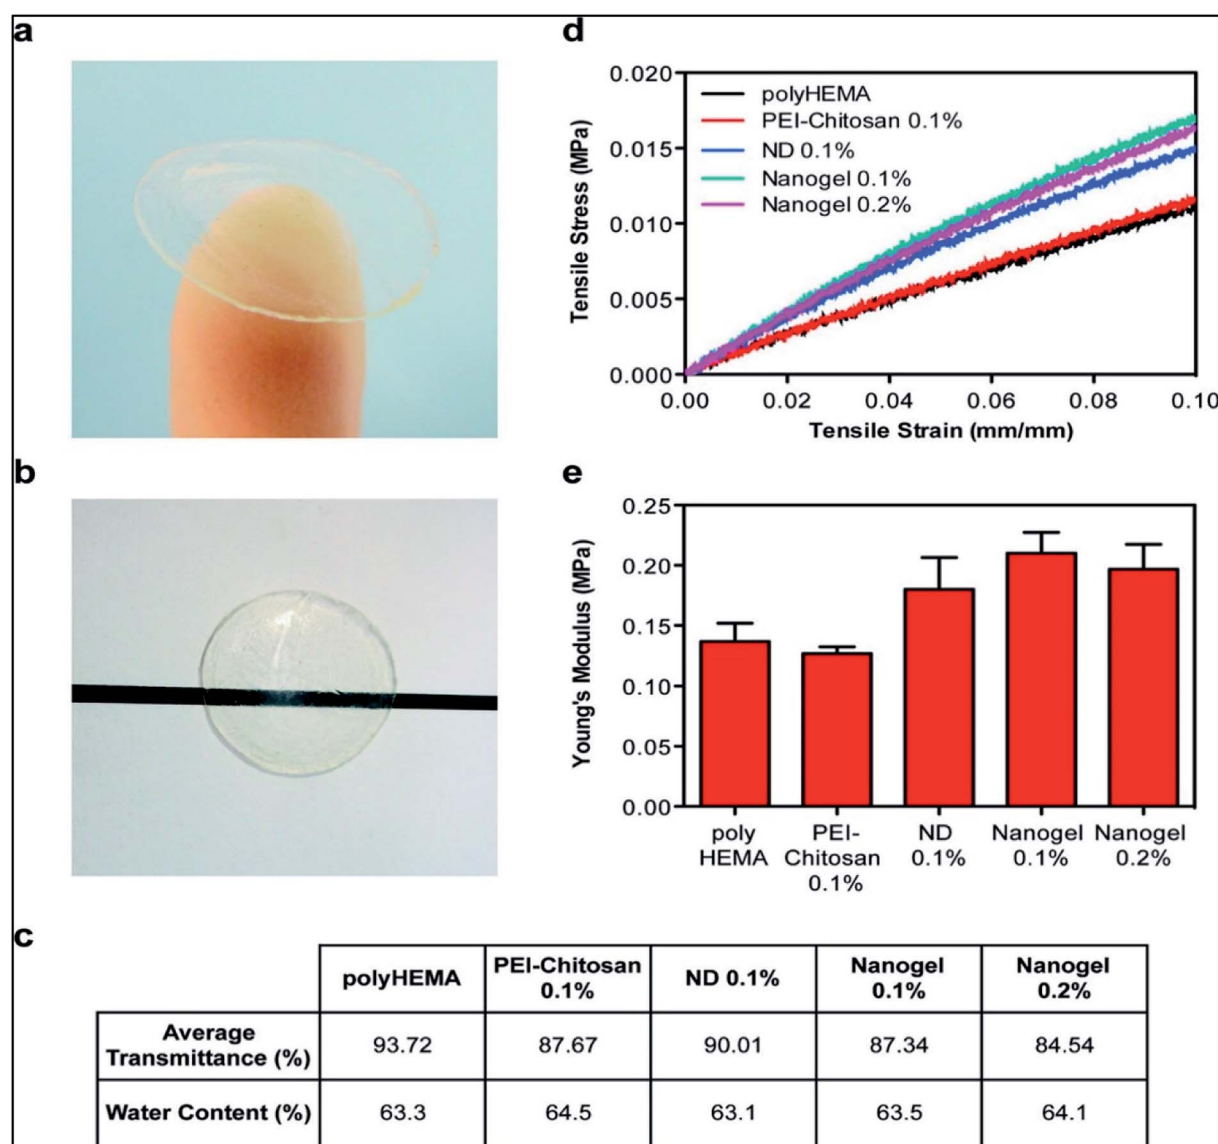 a
b
d
0.020
0.015
0.010
0.005
0.000
Tensile Stress (MPa)
polyHEMA
PEI-Chitosan 0.1%
ND 0.1%
Nanogel 0.1%
Nanogel 0.2%
0.00 0.02 0.04 0.06 0.08 0.10
Tensile Strain (mm/mm)
e
0.25
0.20
0.15
0.10
0.05
0.00
Young's Modulus (MPa)
poly
HEMA
PEI-
Chitosan
0.1%
ND
0.1%
Nanogel
0.1%
Nanogel
0.2%
c
polyHEMA
PEI-Chitosan
0.1%
ND 0.1%
Nanogel
0.1%
Nanogel
0.2%
Average
Transmittance (%)
93.72 87.67 90.01 87.34 84.54
Water Content (%) 63.3 64.5 63.1 63.5 64.1